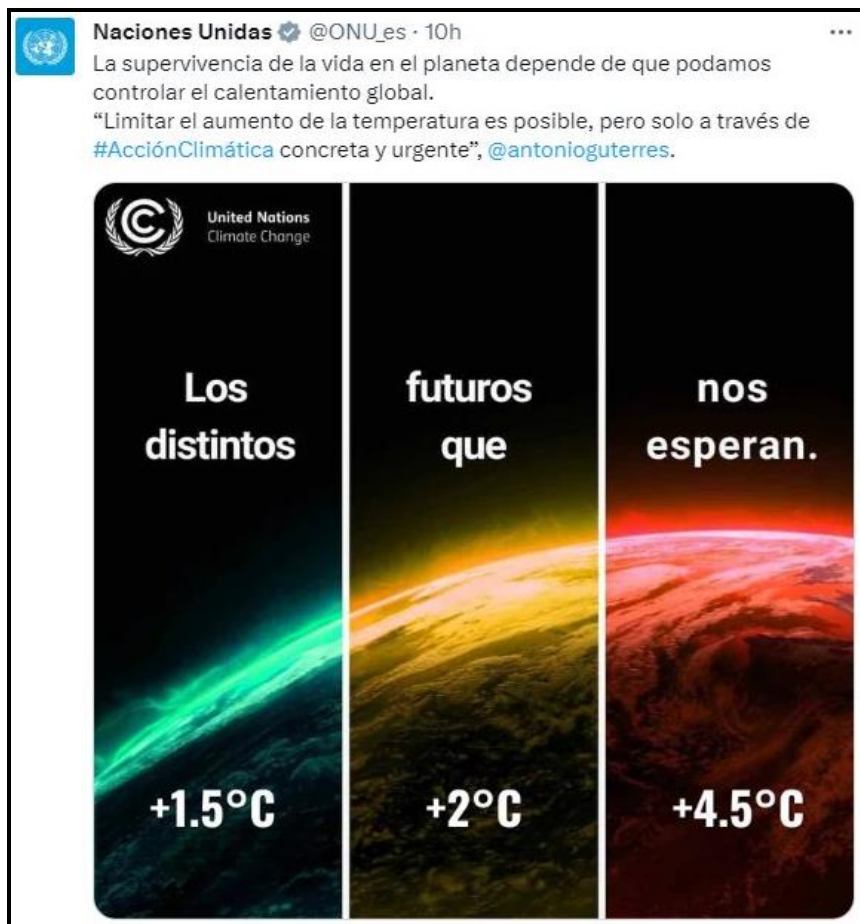 Naciones Unidas @ONU_es · 10h
La supervivencia de la vida en el planeta depende de que podamos
controlar el calentamiento global.
“Limitar el aumento de la temperatura es posible, pero solo a través de
#AcciónClimática concreta y urgente”, @antonioguterres.
United Nations
Climate Change
Los
distintos
futuros
que
nos
esperan.
+1.5°C
+2°C
+4.5°C